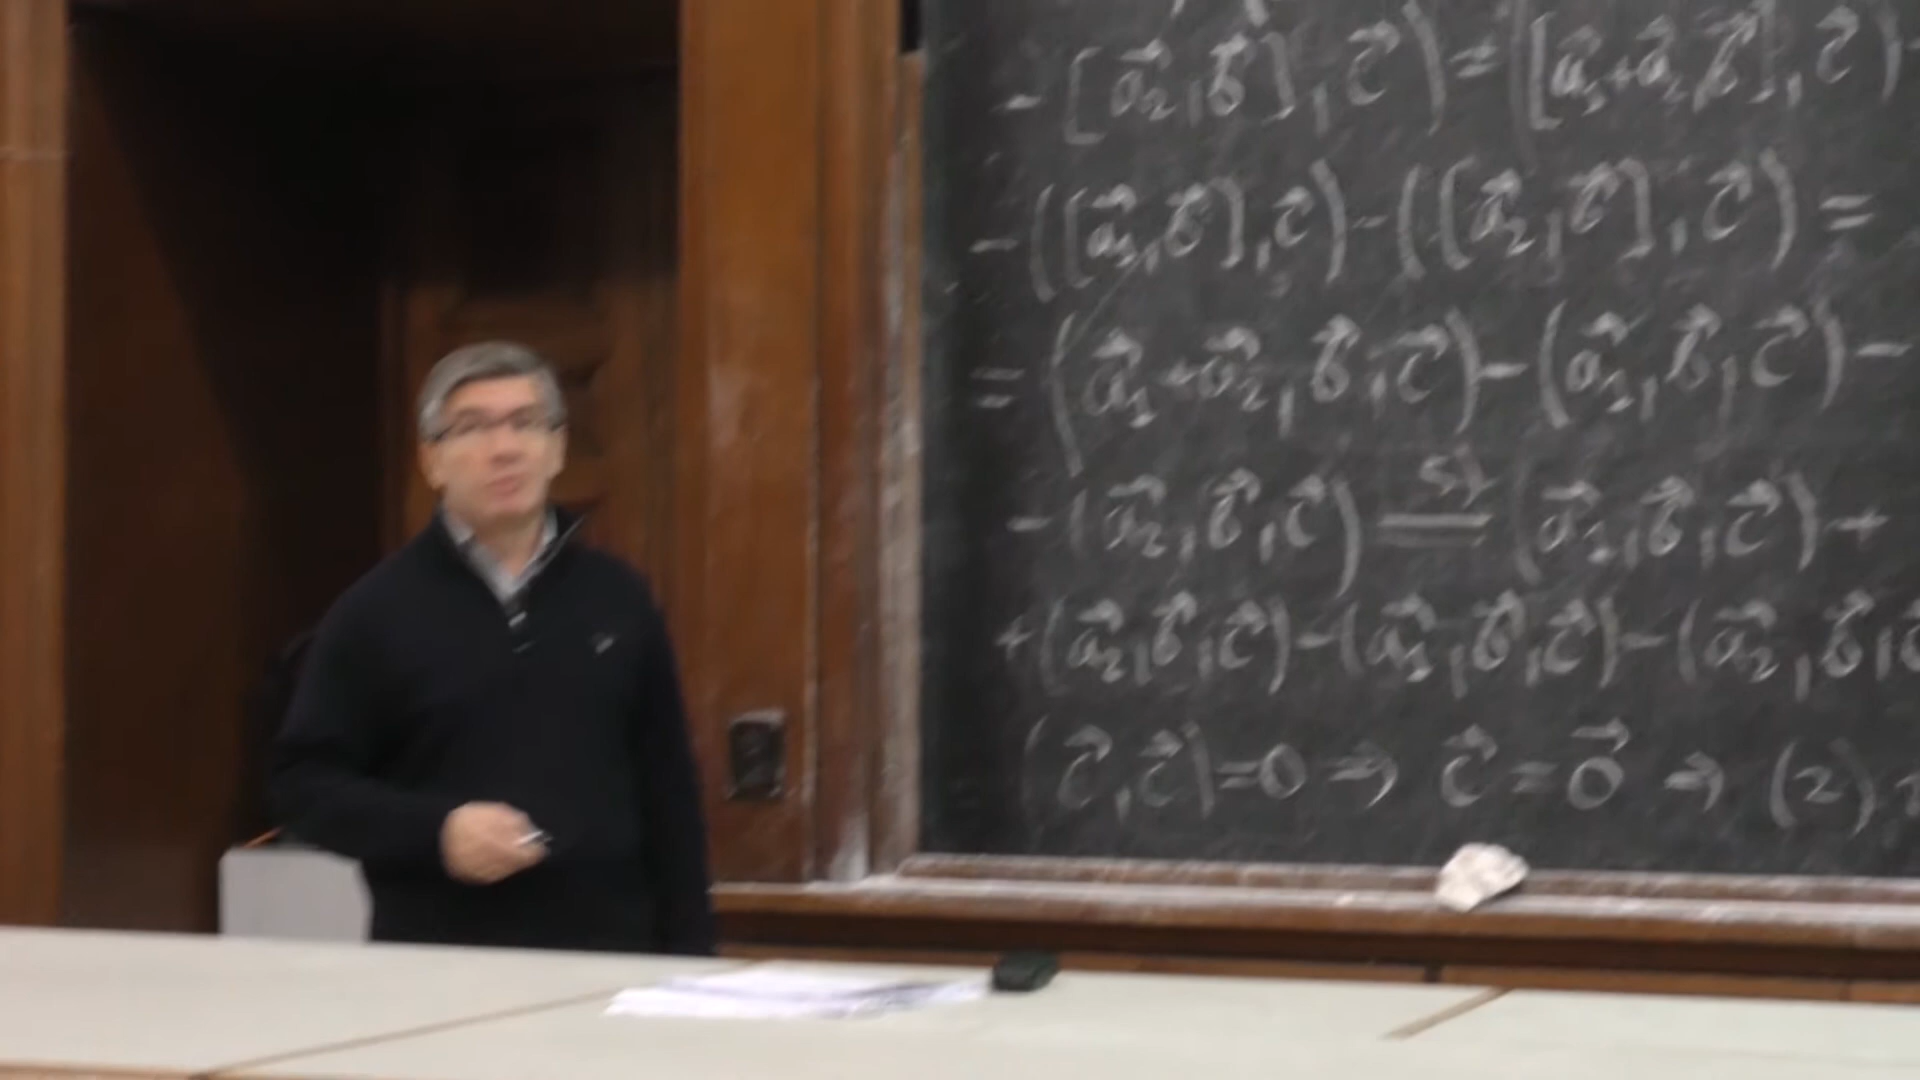 - [a⃗₂, b⃗], c⃗) = ([a⃗₁+a⃗₂, b⃗], c⃗) -
- ([a⃗₁, b⃗], c⃗) - ([a⃗₂, b⃗], c⃗) =
= (a⃗₁+a⃗₂, b⃗, c⃗) - (a⃗₁, b⃗, c⃗) -
- (a⃗₂, b⃗, c⃗) = (a⃗₁, b⃗, c⃗) +
+ (a⃗₂, b⃗, c⃗) - (a⃗₁, b⃗, c⃗) - (a⃗₂, b⃗, c⃗
(c⃗, c⃗) = 0 ⇒ c⃗ = 0⃗ ⇒ (2)